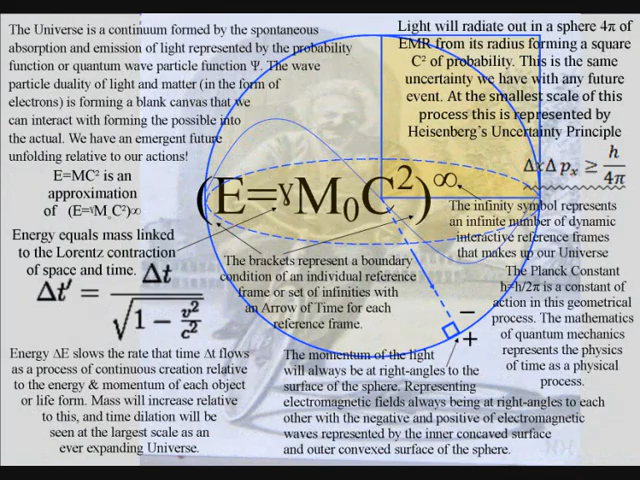 The Universe is a continuum formed by the spontaneous
absorption and emission of light represented by the probability
function or quantum wave particle function Ψ. The wave
particle duality of light and matter (in the form of
electrons) is forming a blank canvas that we
can interact with forming the possible into
the actual. We have an emergent future
unfolding relative to our actions!
E=MC² is an
approximation
of (E=ˠM₀C²)∞
Light will radiate out in a sphere 4π of
EMR from its radius forming a square
C² of probability. This is the same
uncertainty we have with any future
event. At the smallest scale of this
process this is represented by
Heisenberg's Uncertainty Principle
Δx Δ pₓ ≥ h/4π
(E=ˠM₀C²)∞
Energy equals mass linked
to the Lorentz contraction
of space and time.
Δt′ = Δt / √(1 − v²/c²)
The brackets represent a boundary
condition of an individual reference
frame or set of infinities with
an Arrow of Time for each
reference frame.
The infinity symbol represents
an infinite number of dynamic
interactive reference frames
that makes up our Universe
The Planck Constant
h=h/2π is a constant of
action in this geometrical
process. The mathematics
of quantum mechanics
represents the physics
of time as a physical
process.
−
+
Energy ΔE slows the rate that time Δt flows
as a process of continuous creation relative
to the energy & momentum of each object
or life form. Mass will increase relative
to this, and time dilation will be
seen at the largest scale as an
ever expanding Universe.
The momentum of the light
will always be at right-angles to the
surface of the sphere. Representing
electromagnetic fields always being at right-angles to each
other with the negative and positive of electromagnetic
waves represented by the inner concaved surface
and outer convexed surface of the sphere.